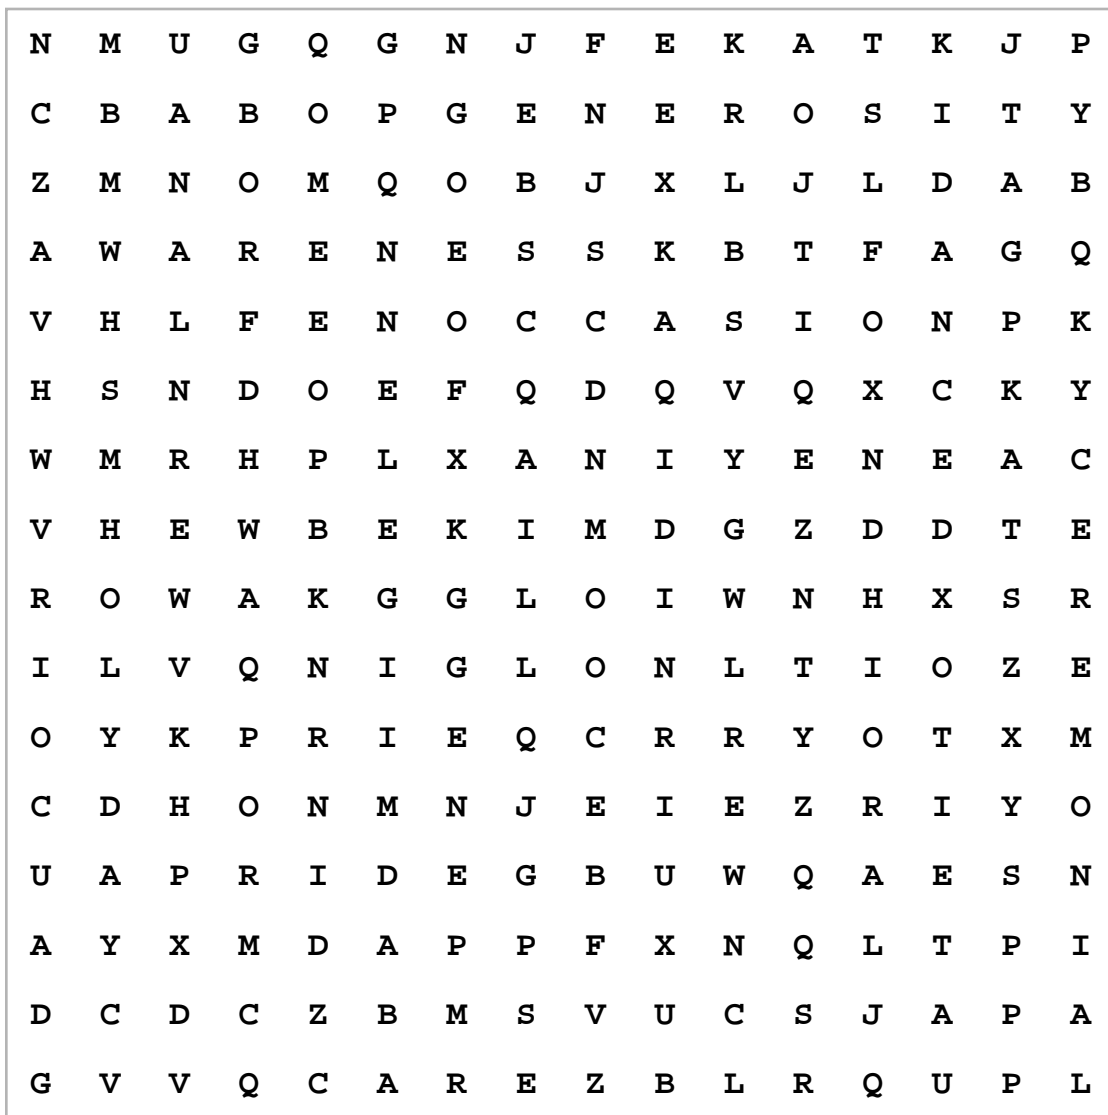 N M U G Q G N J F E K A T K J P
C B A B O P G E N E R O S I T Y
Z M N O M Q O B J X L J L D A B
A W A R E N E S S K B T F A G Q
V H L F E N O C C A S I O N P K
H S N D O E F Q D Q V Q X C K Y
W M R H P L X A N I Y E N E A C
V H E W B E K I M D G Z D D T E
R O W A K G G L O I W N H X S R
I L V Q N I G L O N L T I O Z E
O Y K P R I E Q C R R Y O T X M
C D H O N M N J E I E Z R I Y O
U A P R I D E G B U W Q A E S N
A Y X M D A P P F X N Q L T P I
D C D C Z B M S V U C S J A P A
G V V Q C A R E Z B L R Q U P L